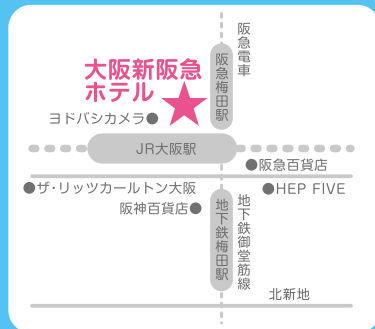 阪急電車
阪急梅田駅
大阪新阪急
ホテル
ヨドバシカメラ●
JR大阪駅
●阪急百貨店
●ザ・リッツカールトン大阪
●HEP FIVE
阪神百貨店●
地下鉄梅田駅
地下鉄御堂筋線
北新地